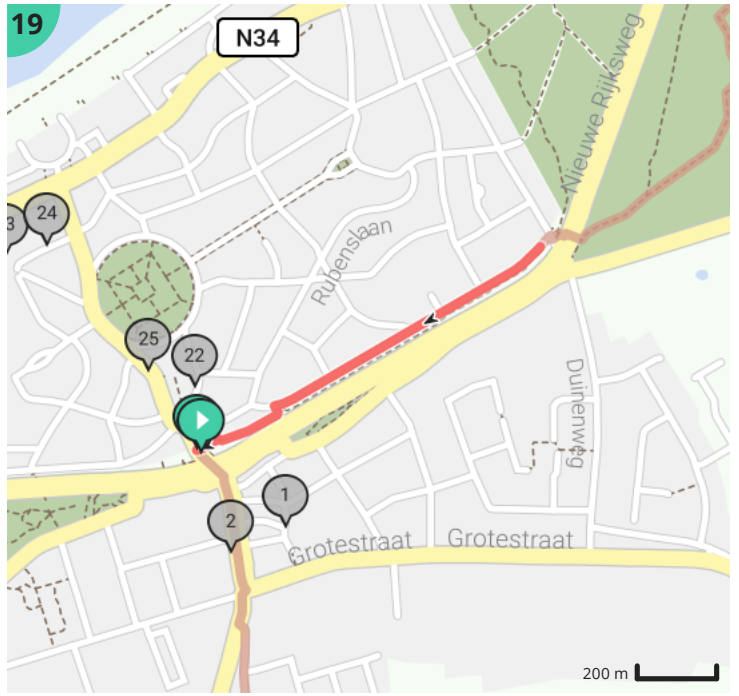 19
N34
Nieuwe Rijksweg
3
24
Rubenslaan
25
22
Duinenweg
1
2
Grotestraat
Grotestraat
200 m